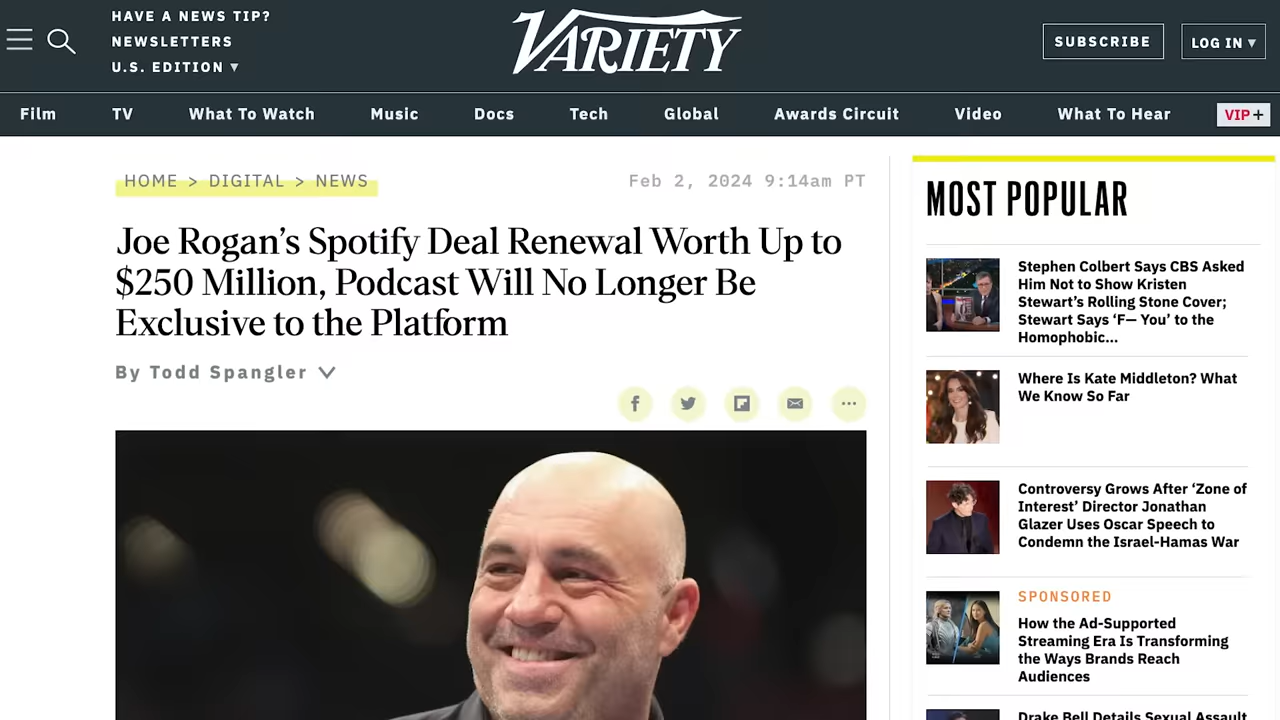 HAVE A NEWS TIP?
NEWSLETTERS
U.S. EDITION ▼
VARIETY
SUBSCRIBE
LOG IN ▼
Film TV What To Watch Music Docs Tech Global Awards Circuit Video What To Hear VIP+
HOME > DIGITAL > NEWS
Feb 2, 2024 9:14am PT
Joe Rogan’s Spotify Deal Renewal Worth Up to
$250 Million, Podcast Will No Longer Be
Exclusive to the Platform
By Todd Spangler
MOST POPULAR
Stephen Colbert Says CBS Asked
Him Not to Show Kristen
Stewart’s Rolling Stone Cover;
Stewart Says ‘F— You’ to the
Homophobic...
Where Is Kate Middleton? What
We Know So Far
Controversy Grows After ‘Zone of
Interest’ Director Jonathan
Glazer Uses Oscar Speech to
Condemn the Israel-Hamas War
SPONSORED
How the Ad-Supported
Streaming Era Is Transforming
the Ways Brands Reach
Audiences
Drake Bell Details Sexual Assault